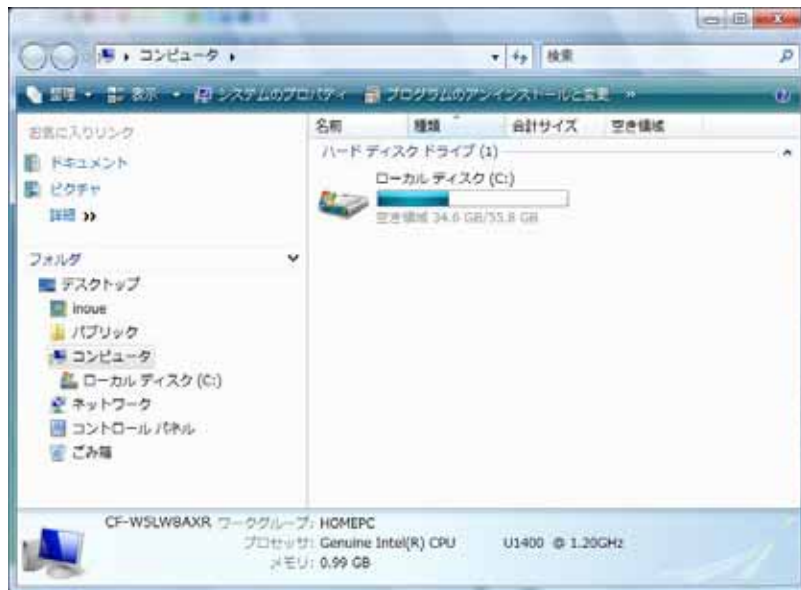 コンピュータ
検索
整理 表示 システムのプロパティ プログラムのアンインストールと変更 »
お気に入りリンク
ドキュメント
ピクチャ
詳細 »
フォルダ
デスクトップ
inoue
パブリック
コンピュータ
ローカル ディスク (C:)
ネットワーク
コントロール パネル
ごみ箱
名前 種類 合計サイズ 空き領域
ハード ディスク ドライブ (1)
ローカル ディスク (C:)
空き領域 34.6 GB/55.8 GB
CF-W5LW8AXR ワークグループ: HOMEPC
プロセッサ: Genuine Intel(R) CPU U1400 @ 1.20GHz
メモリ: 0.99 GB